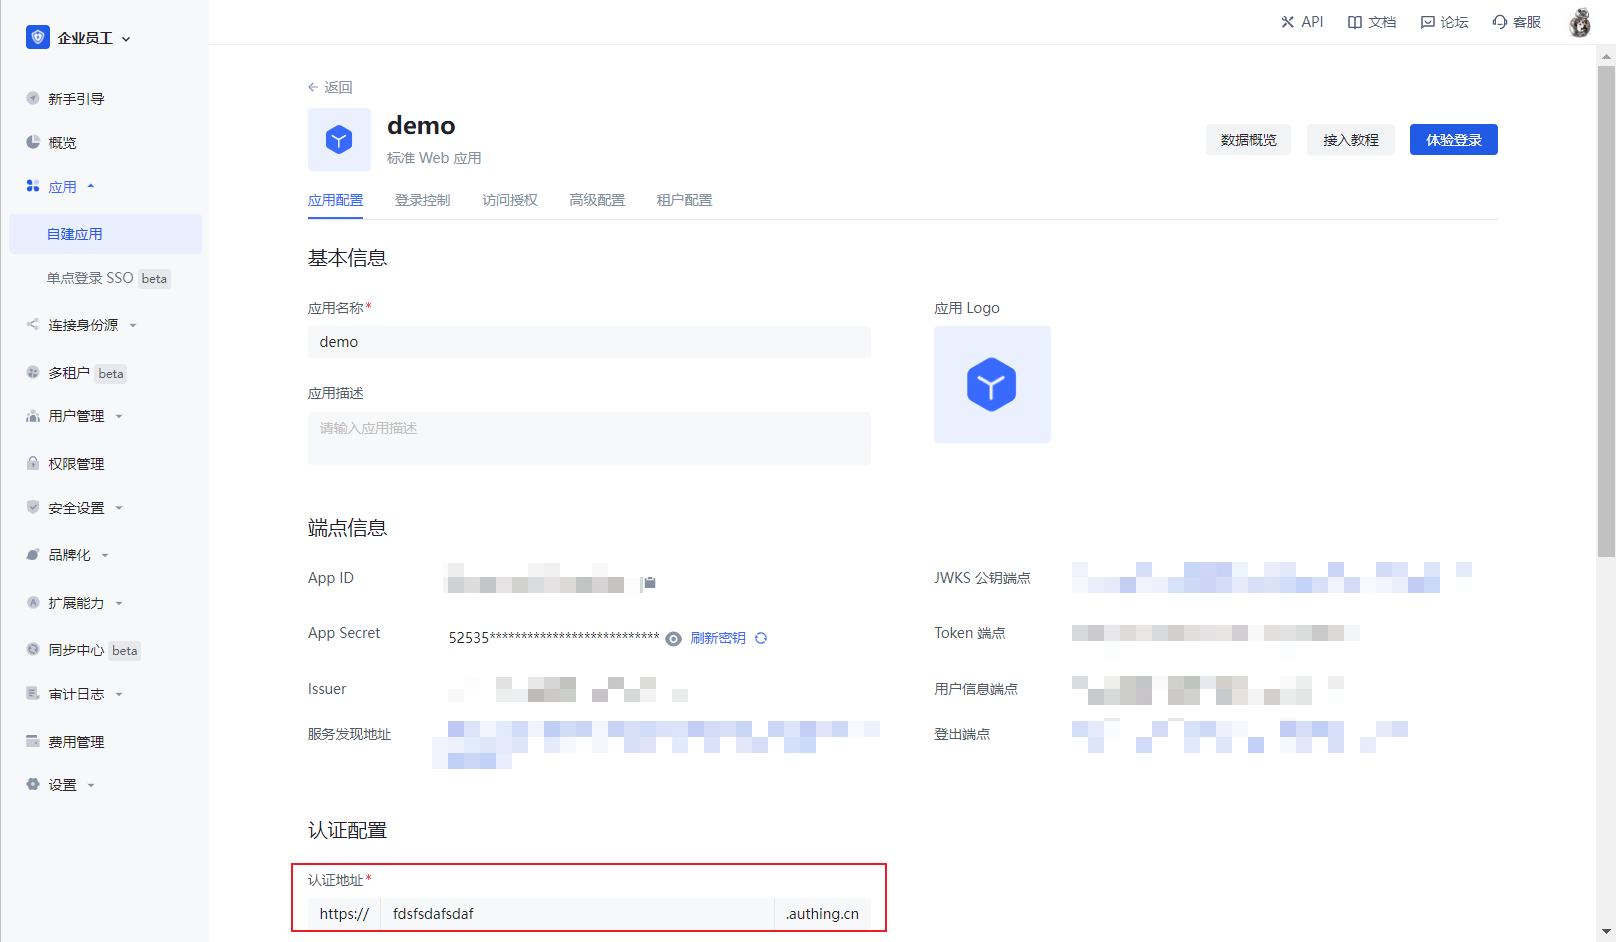 企业员工
API
文档
论坛
客服
新手引导
概览
应用
自建应用
单点登录 SSO beta
连接身份源
多租户 beta
用户管理
权限管理
安全设置
品牌化
扩展能力
同步中心 beta
审计日志
费用管理
设置
返回
demo
标准 Web 应用
数据概览
接入教程
体验登录
应用配置
登录控制
访问授权
高级配置
租户配置
基本信息
应用名称*
demo
应用描述
请输入应用描述
应用 Logo
端点信息
App ID
App Secret
52535***************************
刷新密钥
Issuer
服务发现地址
JWKS 公钥端点
Token 端点
用户信息端点
登出端点
认证配置
认证地址*
https:// fdsfsdafsdaf .authing.cn